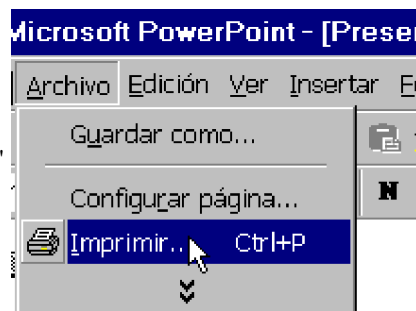 Microsoft PowerPoint - [Prese
Archivo Edición Ver Insertar
Guardar como...
Configurar página...
N
Imprimir... Ctrl+P